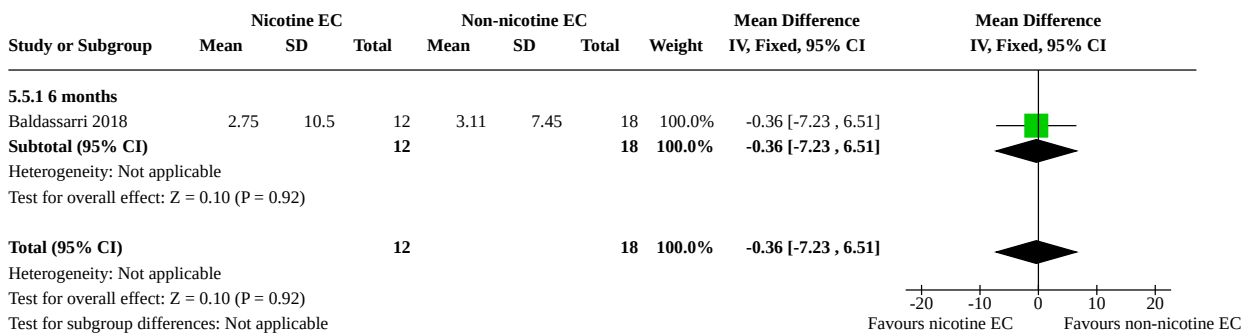 Nicotine EC Non-nicotine EC Mean Difference Mean Difference
Study or Subgroup Mean SD Total Mean SD Total Weight IV, Fixed, 95% CI IV, Fixed, 95% CI
5.5.1 6 months
Baldassarri 2018 2.75 10.5 12 3.11 7.45 18 100.0% -0.36 [-7.23 , 6.51]
Subtotal (95% CI) 12 18 100.0% -0.36 [-7.23 , 6.51]
Heterogeneity: Not applicable
Test for overall effect: Z = 0.10 (P = 0.92)
Total (95% CI) 12 18 100.0% -0.36 [-7.23 , 6.51]
Heterogeneity: Not applicable
Test for overall effect: Z = 0.10 (P = 0.92)
-20 -10 0 10 20
Test for subgroup differences: Not applicable
Favours nicotine EC Favours non-nicotine EC